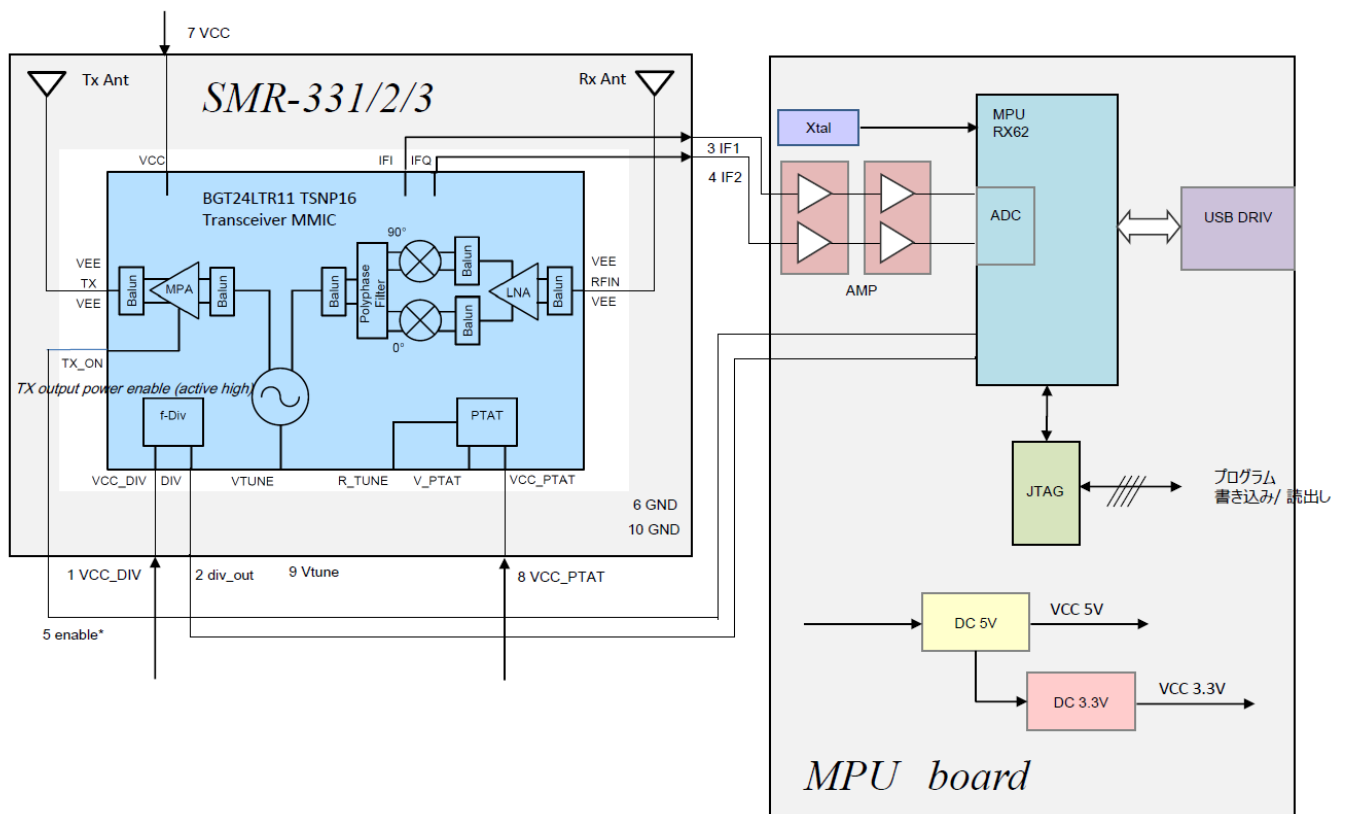 7 VCC
Tx Ant
Rx Ant
SMR-331/2/3
VCC
IFI
IFQ
3 IF1
4 IF2
BGT24LTR11 TSNP16
Transceiver MMIC
90°
0°
VEE
TX
VEE
Balun
MPA
Balun
Balun
Polyphase
Filter
Balun
Balun
LNA
Balun
VEE
RFIN
VEE
TX_ON
TX output power enable (active high)
f-Div
PTAT
VCC_DIV
DIV
VTUNE
R_TUNE
V_PTAT
VCC_PTAT
6 GND
10 GND
1 VCC_DIV
2 div_out
9 Vtune
8 VCC_PTAT
5 enable*
Xtal
MPU
RX62
ADC
AMP
USB DRIV
JTAG
プログラム
書き込み/ 読出し
DC 5V
VCC 5V
DC 3.3V
VCC 3.3V
MPU board